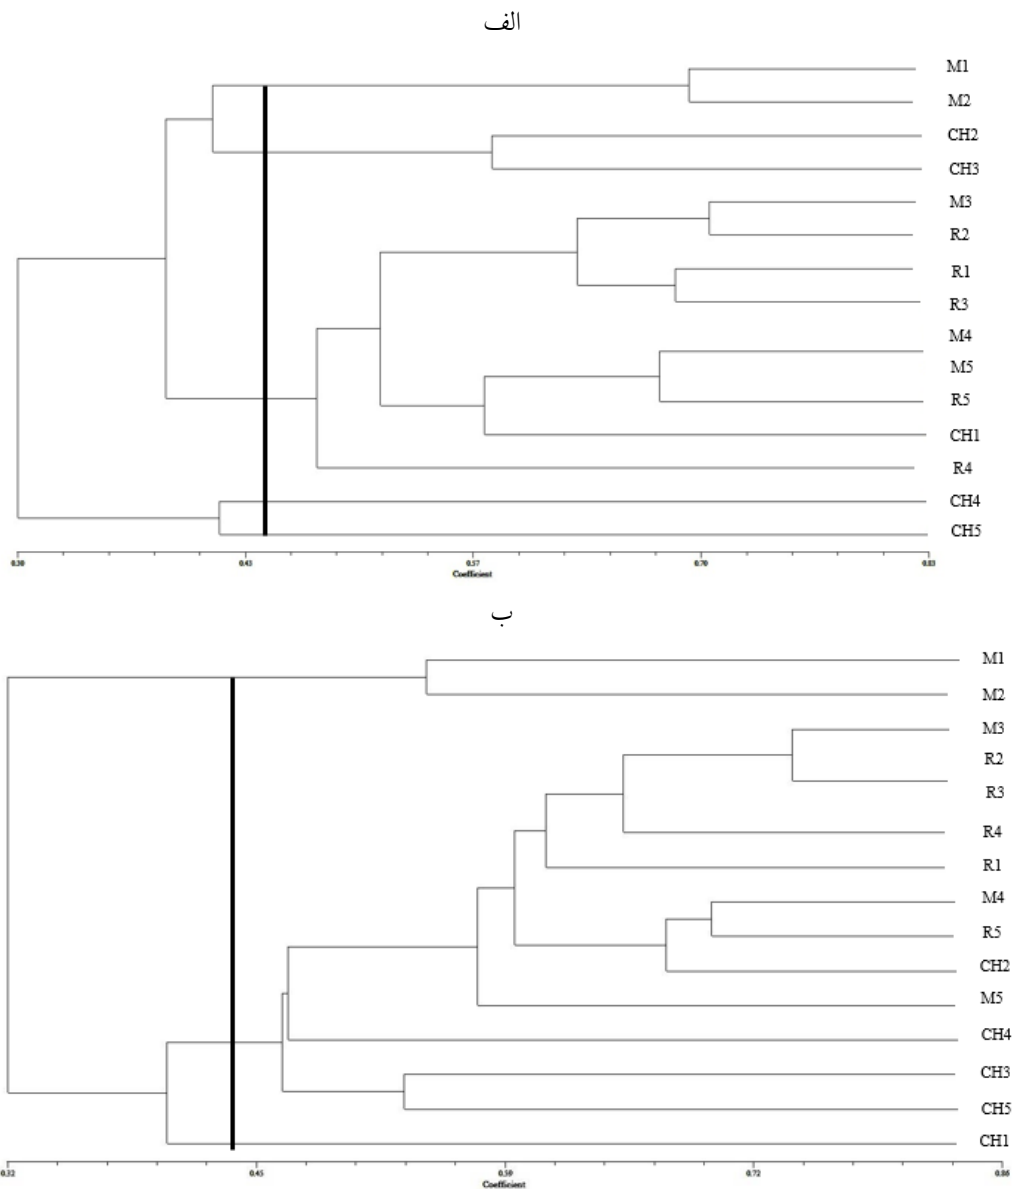 الف
M1
M2
CH2
CH3
M3
R2
R1
R3
M4
M5
R5
CH1
R4
CH4
CH5
0.30 0.43 0.57 0.70 0.83
Coefficient
ب
M1
M2
M3
R2
R3
R4
R1
M4
R5
CH2
M5
CH4
CH3
CH5
CH1
0.32 0.45 0.59 0.72 0.86
Coefficient